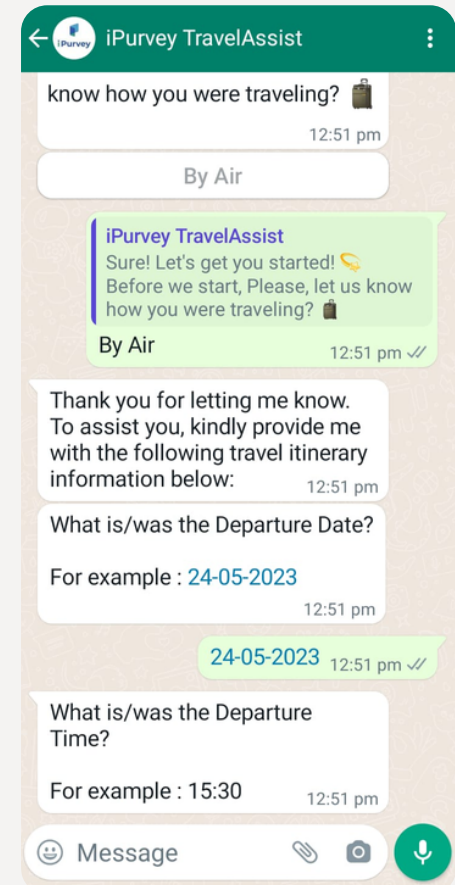 iPurvey
iPurvey TravelAssist
know how you were traveling?
12:51 pm
By Air
iPurvey TravelAssist
Sure! Let's get you started!
Before we start, Please, let us know
how you were traveling?
By Air
12:51 pm
Thank you for letting me know.
To assist you, kindly provide me
with the following travel itinerary
information below:
12:51 pm
What is/was the Departure Date?
For example : 24-05-2023
12:51 pm
24-05-2023
12:51 pm
What is/was the Departure
Time?
For example : 15:30
12:51 pm
Message